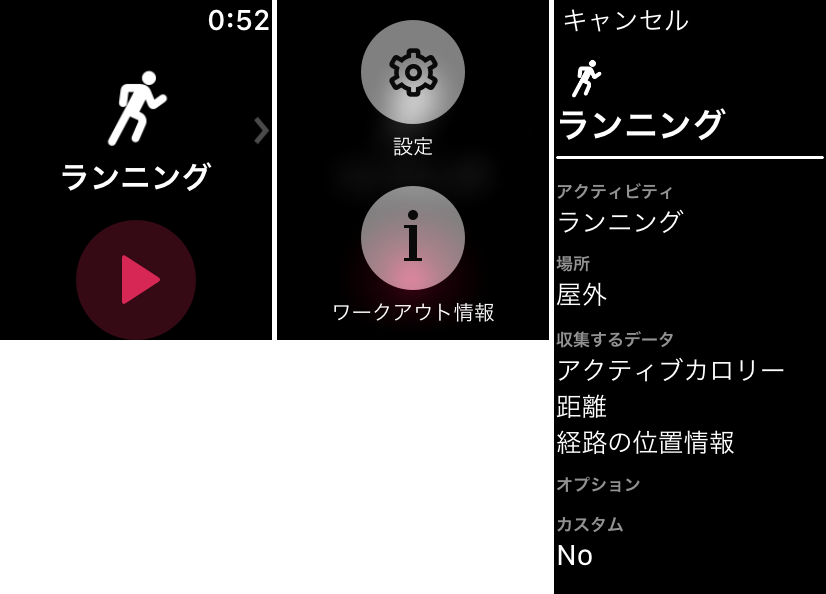 0:52
ランニング
設定
ワークアウト情報
キャンセル
ランニング
アクティビティ
ランニング
場所
屋外
収集するデータ
アクティブカロリー
距離
経路の位置情報
オプション
カスタム
No